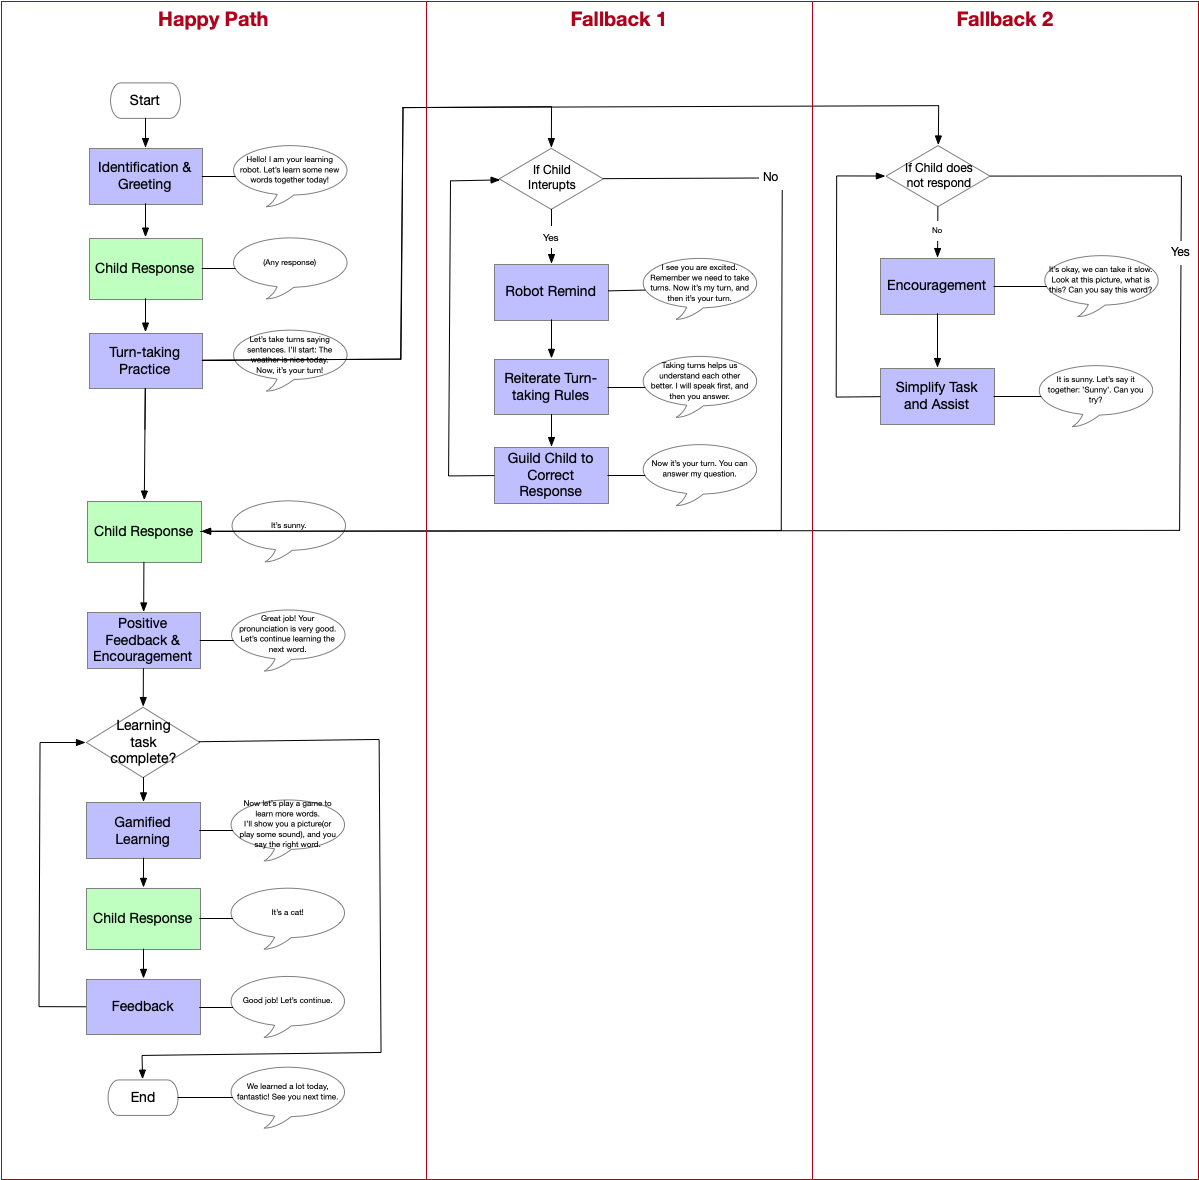 Happy Path
Fallback 1
Fallback 2
Start
Identification &
Greeting
Hello! I am your learning
robot. Let's learn some new
words together today!
Child Response
(Any response)
Turn-taking
Practice
Let's take turns saying
sentences. I'll start: The
weather is nice today.
Now, it's your turn!
Child Response
It's sunny.
Positive
Feedback &
Encouragement
Great job! Your
pronunciation is very good.
Let's continue learning the
next word.
Learning
task
complete?
Gamified
Learning
Now let's play a game to
learn more words.
I'll show you a picture(or
play some sound), and you
say the right word.
Child Response
It's a cat!
Feedback
Good job! Let's continue.
End
We learned a lot today,
fantastic! See you next time.
If Child
Interupts
No
Yes
Robot Remind
I see you are excited.
Remember we need to take
turns. Now it's my turn, and
then it's your turn.
Reiterate Turn-
taking Rules
Taking turns helps us
understand each other
better. I will speak first, and
then you answer.
Guild Child to
Correct
Response
Now it's your turn. You can
answer my question.
If Child does
not respond
No
Yes
Encouragement
It's okay, we can take it slow.
Look at this picture, what is
this? Can you say this word?
Simplify Task
and Assist
It is sunny. Let's say it
together: 'Sunny'. Can you
try?